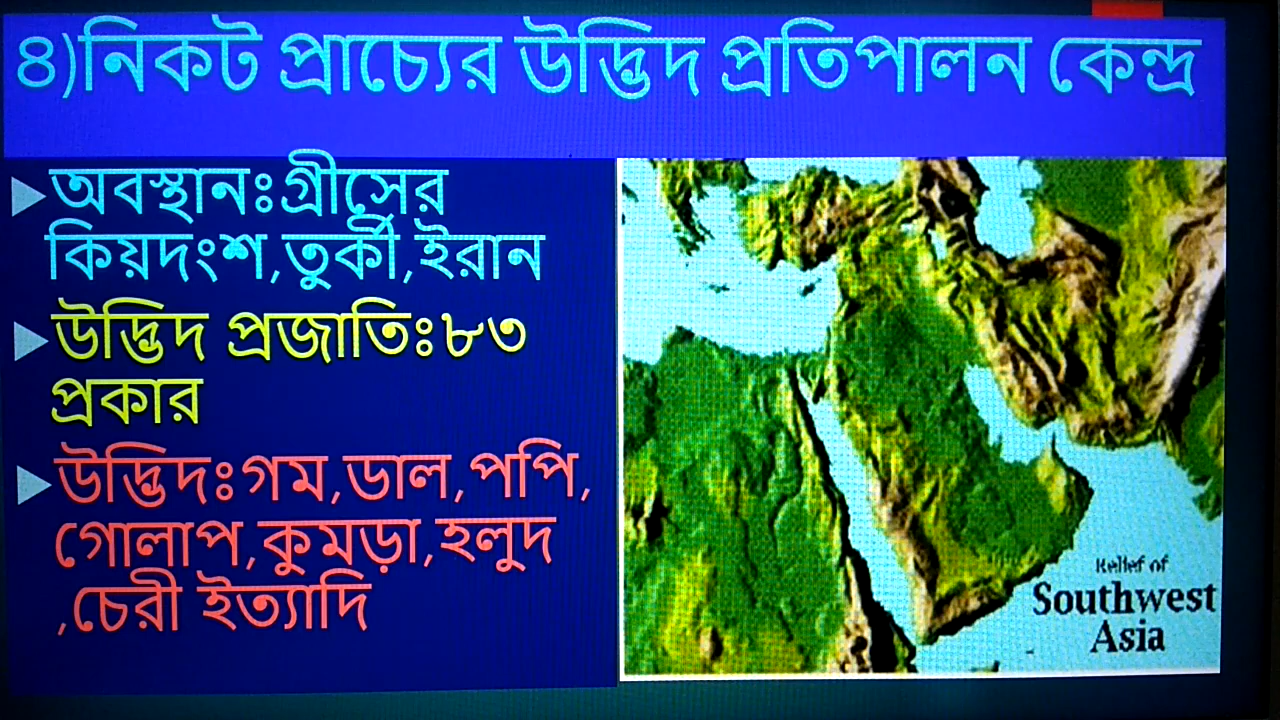 ৪)নিকট প্রাচ্যের উদ্ভিদ প্রতিপালন কেন্দ্র
অবস্থানঃগ্রীসের
কিয়দংশ,তুর্কী,ইরান
উদ্ভিদ প্রজাতিঃ৮৩
প্রকার
উদ্ভিদঃগম,ডাল,পপি,
গোলাপ,কুমড়া,হলুদ
,চেরী ইত্যাদি
Relief of
Southwest
Asia